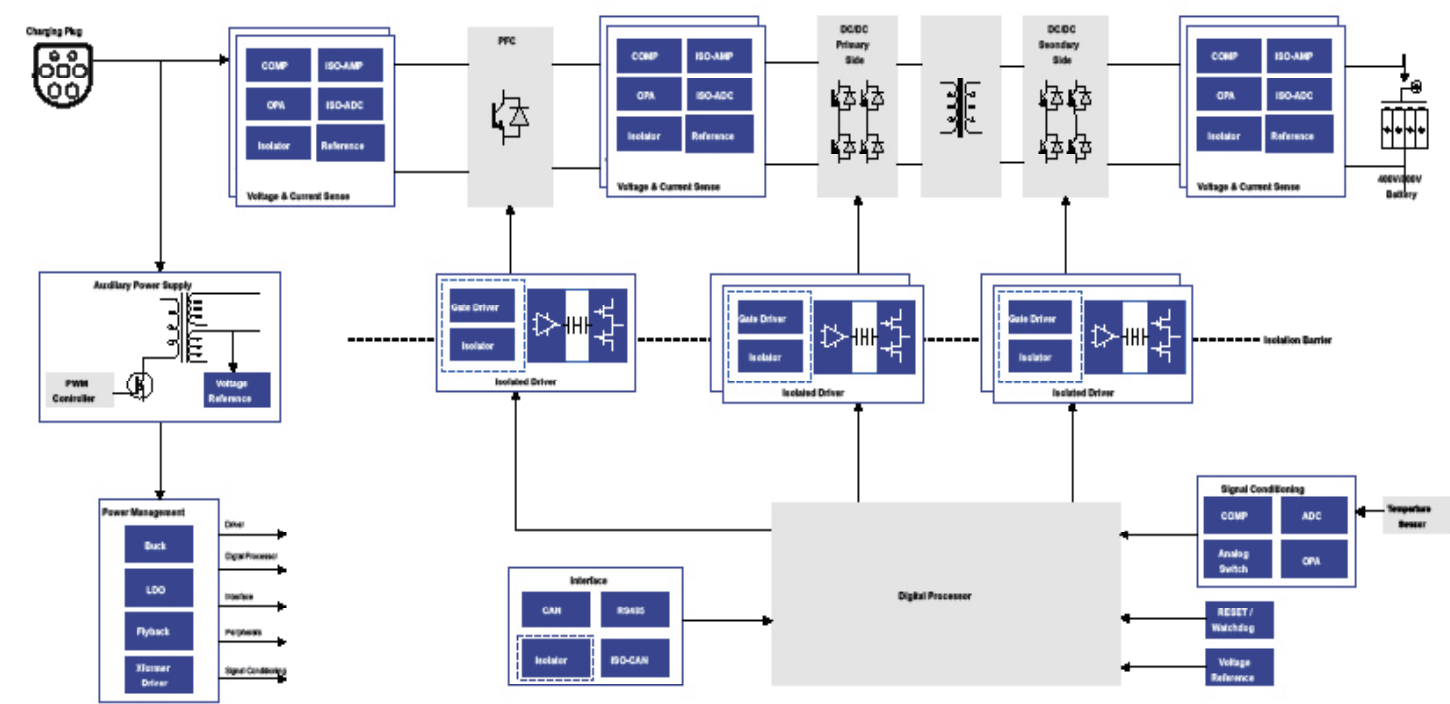 Charging Plug
COMP
ISO-AMP
OPA
ISO-ADC
Isolator
Reference
Voltage & Current Sense
PFC
COMP
ISO-AMP
OPA
ISO-ADC
Isolator
Reference
Voltage & Current Sense
DC/DC
Primary
Side
DC/DC
Seondary
Side
COMP
ISO-AMP
OPA
ISO-ADC
Isolator
Reference
Voltage & Current Sense
400V/800V
Battery
Auxiliary Power Supply
PWM
Controller
Voltage
Reference
Gate Driver
Isolator
Isolated Driver
Gate Driver
Isolator
Isolated Driver
Gate Driver
Isolator
Isolated Driver
Isolation Barrier
Power Management
Buck
LDO
Flyback
Xformer
Driver
Driver
Digital Processor
Interface
Peripherals
Signal Conditioning
Interface
CAN
RS485
Isolator
ISO-CAN
Digital Processor
Signal Conditioning
COMP
ADC
Analog
Switch
OPA
Temperture
Sensor
RESET /
Watchdog
Voltage
Reference